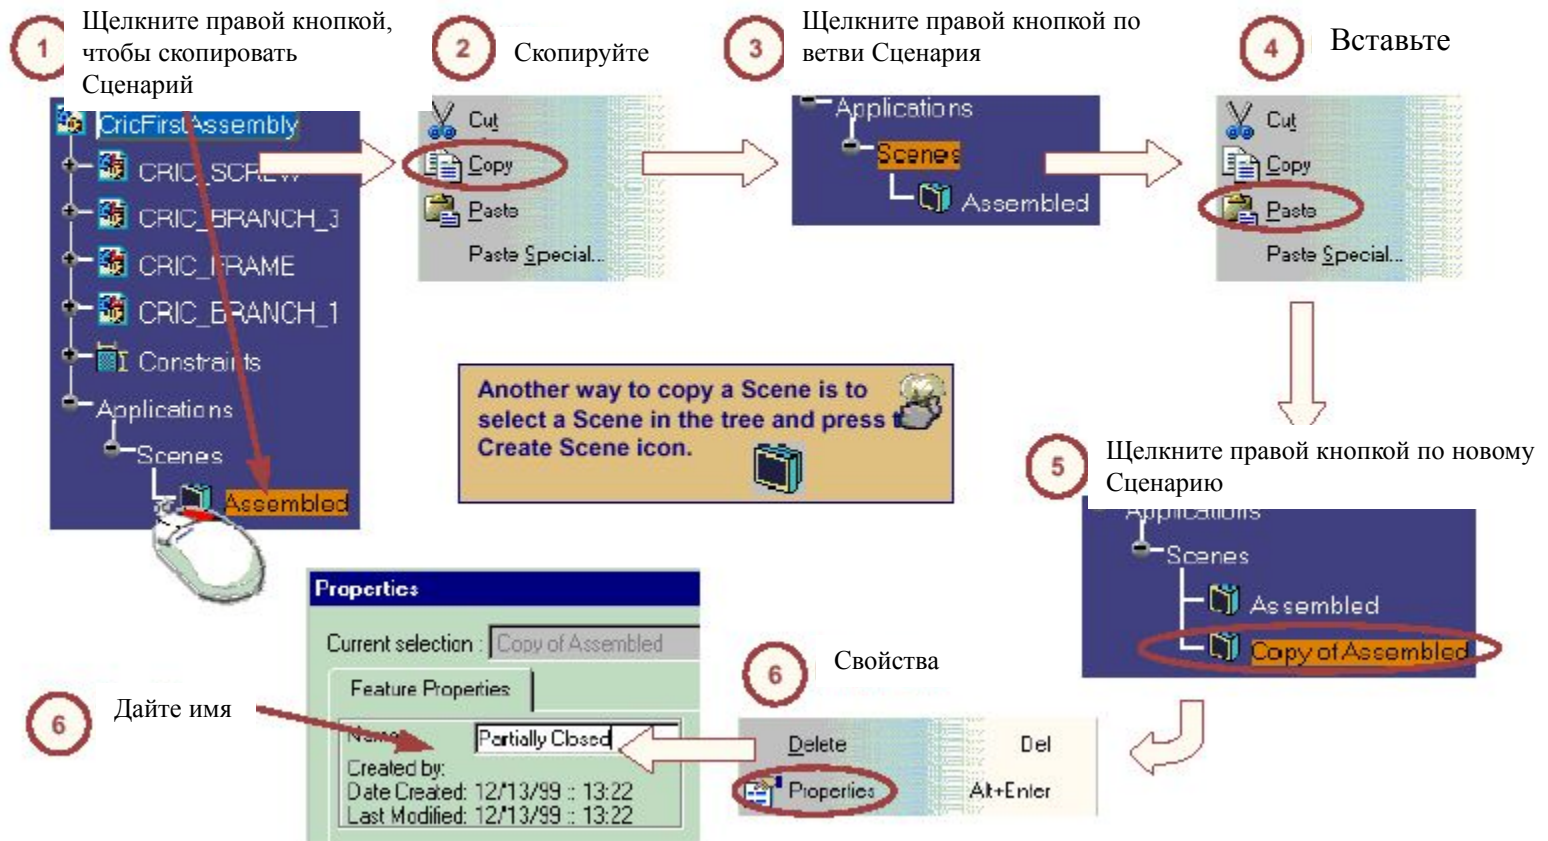 1
Щелкните правой кнопкой,
чтобы скопировать
Сценарий
2
Скопируйте
3
Щелкните правой кнопкой по
ветви Сценария
4
Вставьте
CricFirstAssembly
CRIC_SCREW
CRIC_BRANCH_3
CRIC_FRAME
CRIC_BRANCH_1
Constraints
Applications
Scenes
Assembled
Cut
Copy
Paste
Paste Special...
Applications
Scenes
Assembled
Cut
Copy
Paste
Paste Special...
Another way to copy a Scene is to
select a Scene in the tree and press
Create Scene icon.
5
Щелкните правой кнопкой по новому
Сценарию
Applications
Scenes
Assembled
Copy of Assembled
6
Свойства
Delete Del
Properties Alt+Enter
6
Дайте имя
Properties
Current selection : Copy of Assembled
Feature Properties
Name Partially Closed
Created by:
Date Created: 12/13/99 :: 13:22
Last Modified: 12/13/99 :: 13:22